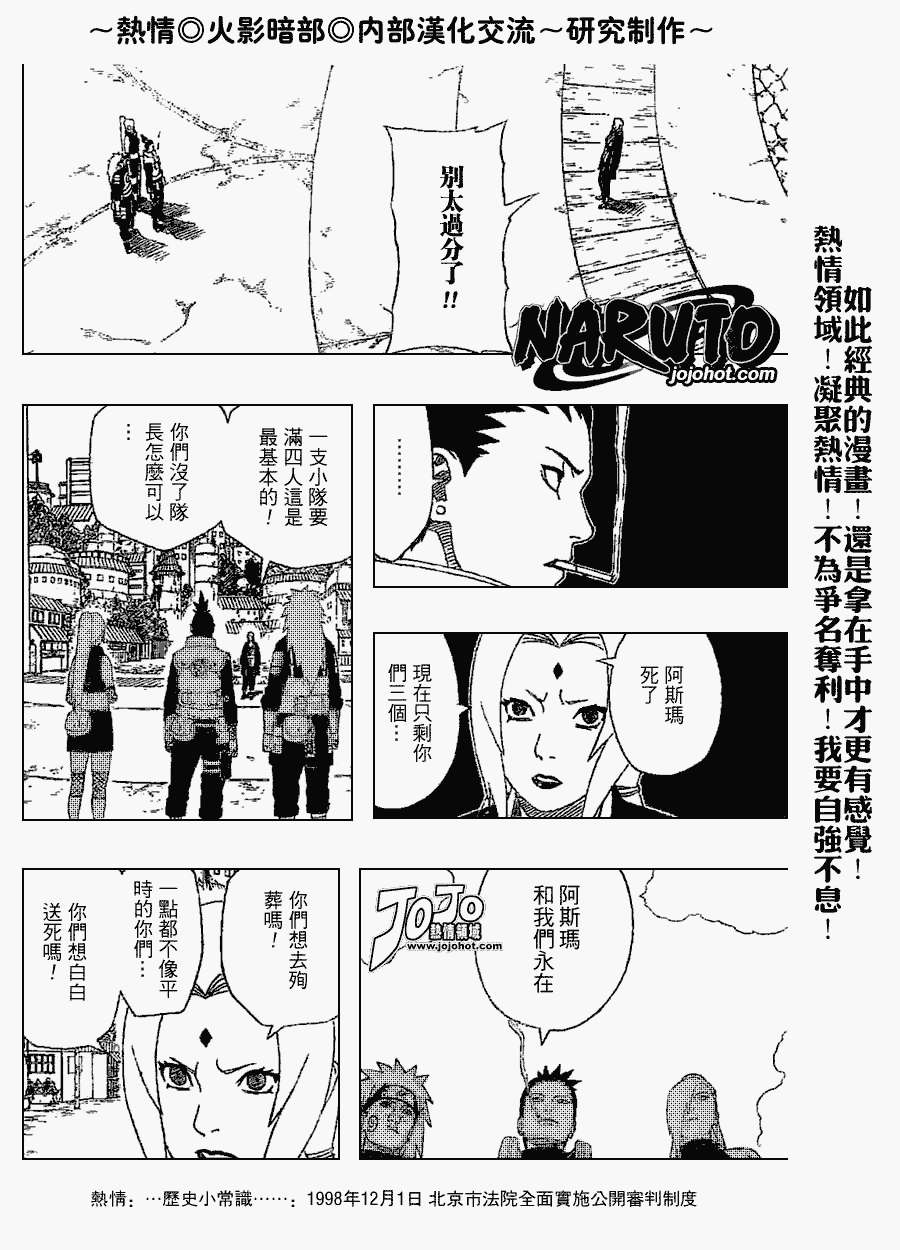 ～熱情◎火影暗部◎内部漢化交流～研究制作～
别太過分了!!
NARUTO
jojohot.com
如此經典的漫畫！還是拿在手中才更有感覺！
熱情領域！凝聚熱情！不為爭名奪利！我要自強不息！
………
一支小隊要
滿四人這是
最基本的！
你們沒了隊
長怎麼可以
…
阿斯瑪
死了
現在只剩你
們三個…
阿斯瑪
和我們永在
JOJO
熱情領域
www.jojohot.com
你們想去殉
葬嗎！
一點都不像平
時的你們…
你們想白白
送死嗎！
熱情：…歷史小常識……：1998年12月1日 北京市法院全面實施公開審判制度